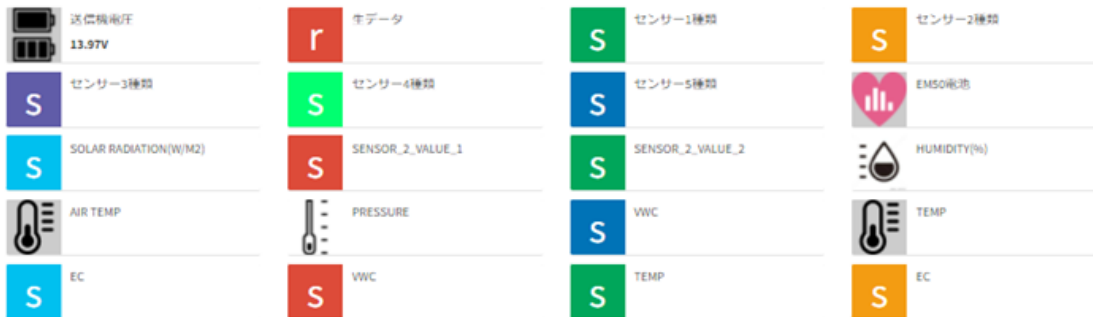 送信機電圧
13.97V
r
生データ
s
センサー1種類
s
センサー2種類
s
センサー3種類
s
センサー4種類
s
センサー5種類
EM50電池
s
SOLAR RADIATION(W/M2)
s
SENSOR_2_VALUE_1
s
SENSOR_2_VALUE_2
HUMIDITY(%)
AIR TEMP
PRESSURE
s
VWC
TEMP
s
EC
s
VWC
s
TEMP
s
EC